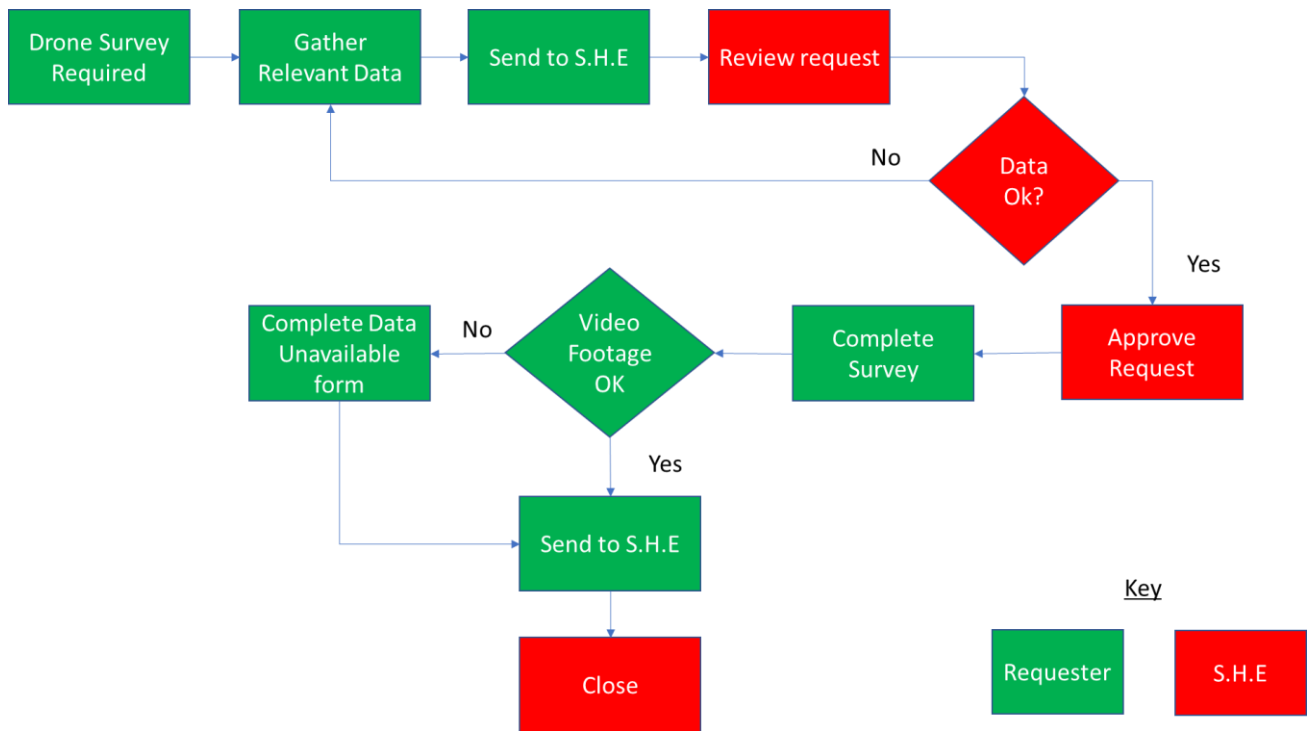 Drone Survey
Required
Gather
Relevant Data
Send to S.H.E
Review request
No
Data
Ok?
Yes
Complete Data
Unavailable
form
No
Video
Footage
OK
Complete
Survey
Approve
Request
Yes
Send to S.H.E
Close
Key
Requester
S.H.E